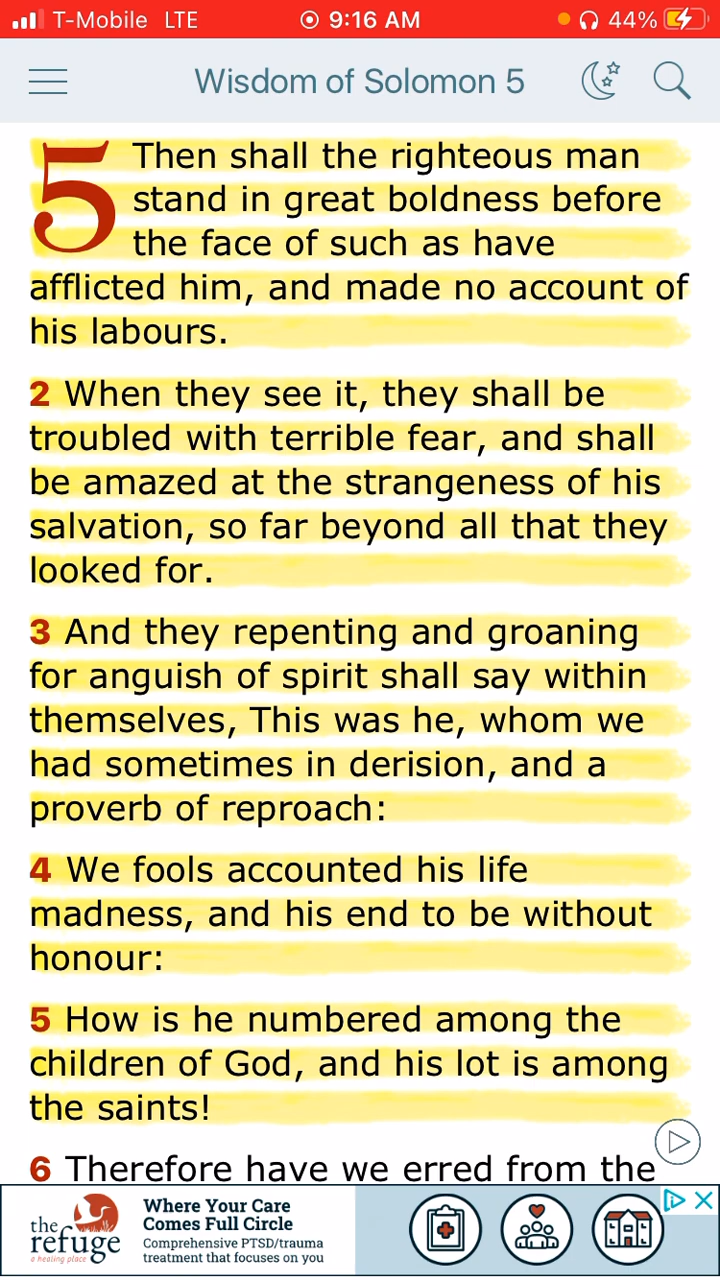 T-Mobile LTE 9:16 AM 44%
Wisdom of Solomon 5
5 Then shall the righteous man
stand in great boldness before
the face of such as have
afflicted him, and made no account of
his labours.
2 When they see it, they shall be
troubled with terrible fear, and shall
be amazed at the strangeness of his
salvation, so far beyond all that they
looked for.
3 And they repenting and groaning
for anguish of spirit shall say within
themselves, This was he, whom we
had sometimes in derision, and a
proverb of reproach:
4 We fools accounted his life
madness, and his end to be without
honour:
5 How is he numbered among the
children of God, and his lot is among
the saints!
6 Therefore have we erred from the
the
refuge
a healing place
Where Your Care
Comes Full Circle
Comprehensive PTSD/trauma
treatment that focuses on you